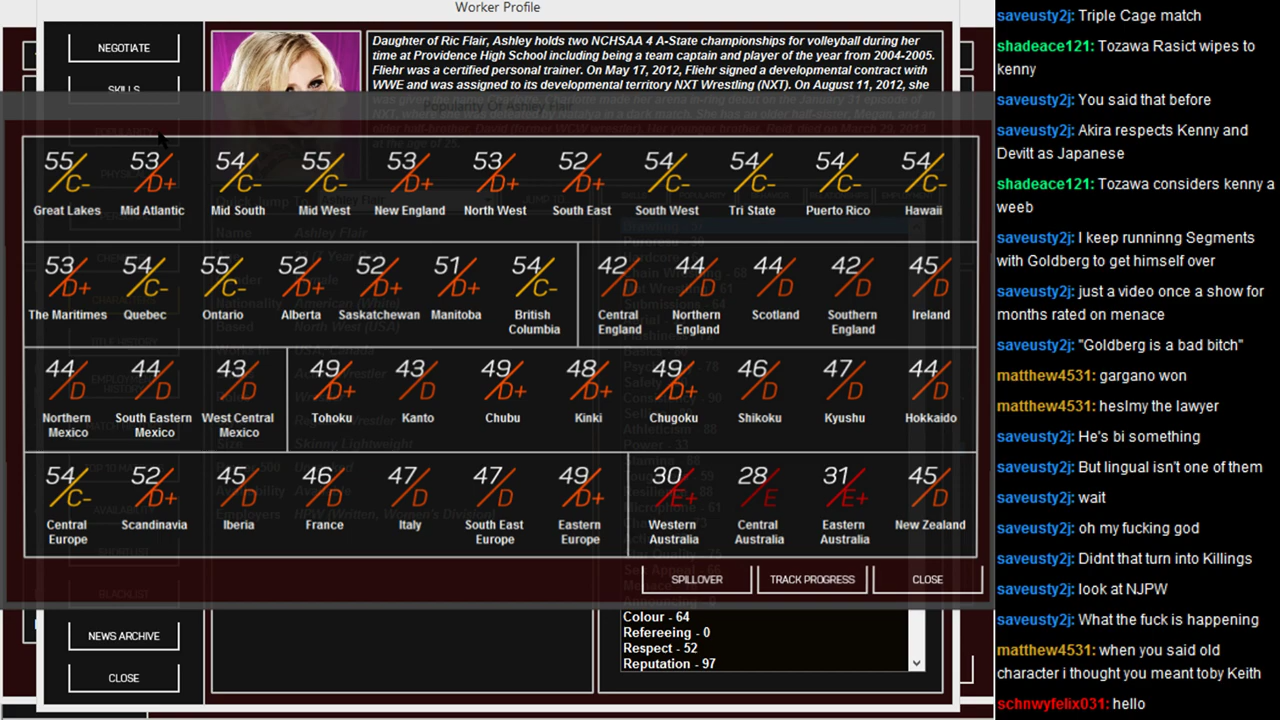 Worker Profile
NEGOTIATE
SKILLS
Daughter of Ric Flair, Ashley holds two NCHSAA 4 A-State championships for volleyball during her
time at Providence High School including being a team captain and player of the year from 2004-2005.
Fliehr was a certified personal trainer. On May 17, 2012, Fliehr signed a developmental contract with
WWE and was assigned to its developmental territory NXT Wrestling (NXT). On August 11, 2012, she
Popularity Of Ashley Flair
55 C- Great Lakes
53 D+ Mid Atlantic
54 C- Mid South
55 C- Mid West
53 D+ New England
53 D+ North West
52 D+ South East
54 C- South West
54 C- Tri State
54 C- Puerto Rico
54 C- Hawaii
53 D+ The Maritimes
54 C- Quebec
55 C- Ontario
52 D+ Alberta
52 D+ Saskatchewan
51 D+ Manitoba
54 C- British Columbia
42 D Central England
44 D Northern England
44 D Scotland
42 D Southern England
45 D Ireland
44 D Northern Mexico
44 D South Eastern Mexico
43 D West Central Mexico
49 D+ Tohoku
43 D Kanto
49 D+ Chubu
48 D+ Kinki
49 D+ Chugoku
46 D Shikoku
47 D Kyushu
44 D Hokkaido
54 C- Central Europe
52 D+ Scandinavia
45 D Iberia
46 D France
47 D Italy
47 D South East Europe
49 D+ Eastern Europe
30 E+ Western Australia
28 E Central Australia
31 E+ Eastern Australia
45 D New Zealand
SPILLOVER
TRACK PROGRESS
CLOSE
NEWS ARCHIVE
CLOSE
Colour - 64
Refereeing - 0
Respect - 52
Reputation - 97
saveusty2j: Triple Cage match
shadeace121: Tozawa Rasict wipes to
kenny
saveusty2j: You said that before
saveusty2j: Akira respects Kenny and
Devitt as Japanese
shadeace121: Tozawa considers kenny a
weeb
saveusty2j: I keep runninng Segments
with Goldberg to get himself over
saveusty2j: just a video once a show for
months rated on menace
saveusty2j: "Goldberg is a bad bitch"
matthew4531: gargano won
matthew4531: heslmy the lawyer
saveusty2j: He's bi something
saveusty2j: But lingual isn't one of them
saveusty2j: wait
saveusty2j: oh my fucking god
saveusty2j: Didnt that turn into Killings
saveusty2j: look at NJPW
saveusty2j: What the fuck is happening
matthew4531: when you said old
character i thought you meant toby Keith
schnwyfelix031: hello